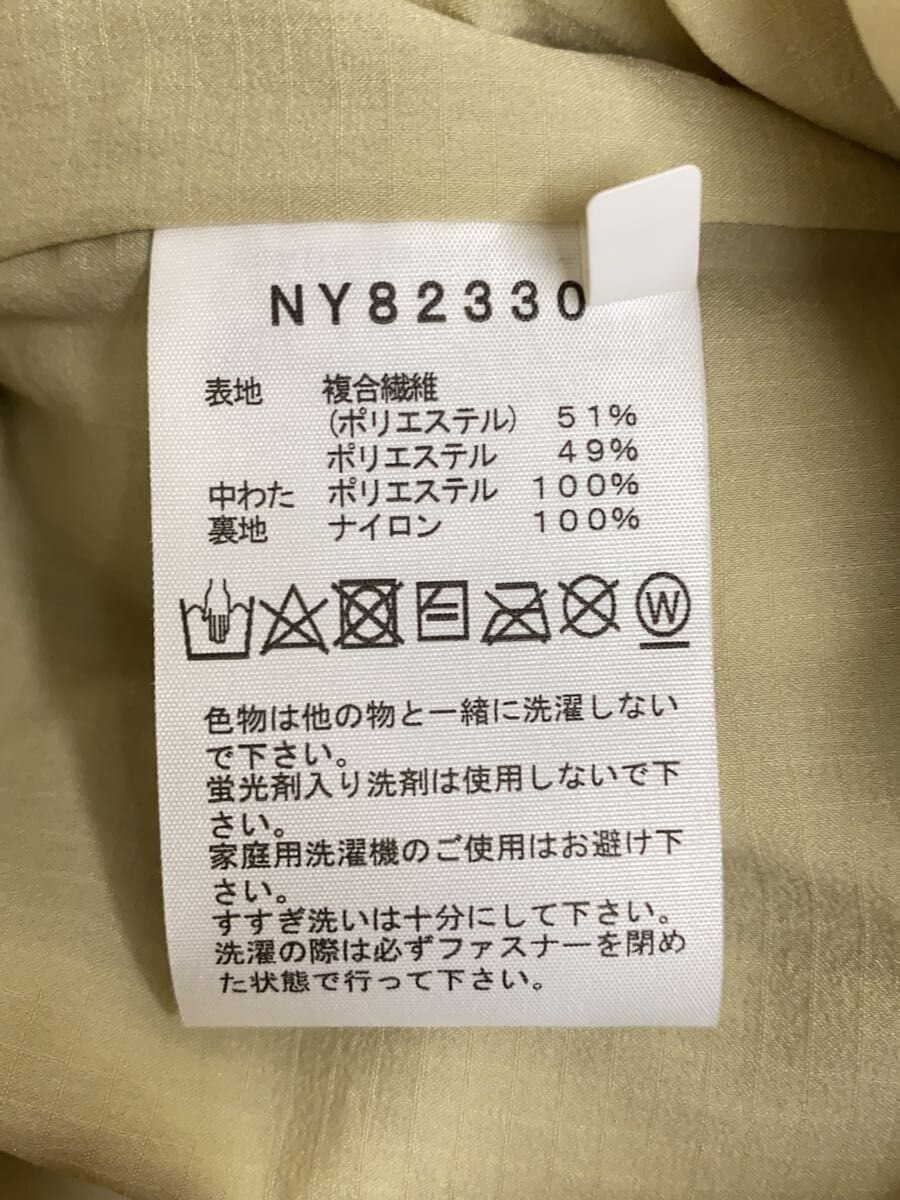 NY82330
表地 複合繊維
(ポリエステル) 51%
ポリエステル 49%
中わた ポリエステル 100%
裏地 ナイロン 100%
W
色物は他の物と一緒に洗濯しない
で下さい。
蛍光剤入り洗剤は使用しないで下
さい。
家庭用洗濯機のご使用はお避け下
さい。
すすぎ洗いは十分にして下さい。
洗濯の際は必ずファスナーを閉め
た状態で行って下さい。